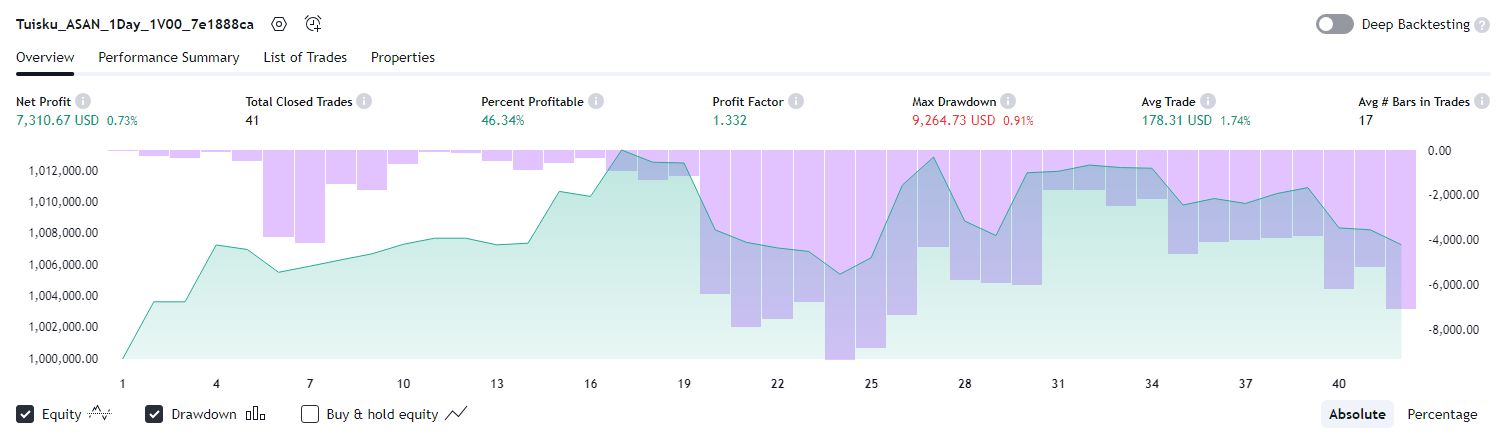 Tuisku_ASAN_1Day_1V00_7e1888ca Deep Backtesting ?
Overview Performance Summary List of Trades Properties
Net Profit Total Closed Trades Percent Profitable Profit Factor Max Drawdown Avg Trade Avg # Bars in Trades
7,310.67 USD 0.73% 41 46.34% 1.332 9,264.73 USD 0.91% 178.31 USD 1.74% 17
0.00
1,012,000.00
-2,000.00
1,010,000.00
1,008,000.00
-4,000.00
1,006,000.00
-6,000.00
1,004,000.00
1,002,000.00
-8,000.00
1,000,000.00
1 4 7 10 13 16 19 22 25 28 31 34 37 40
Equity Drawdown Buy & hold equity Absolute Percentage